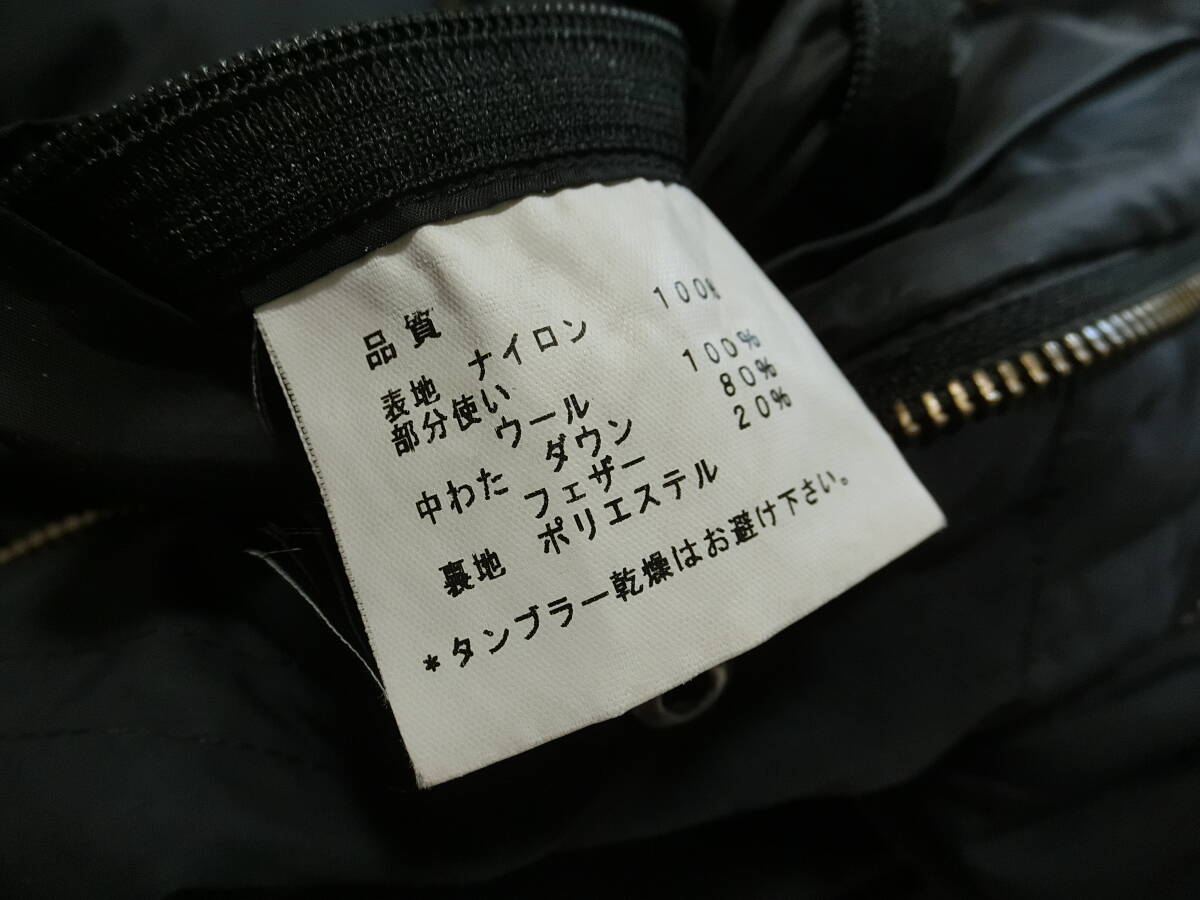 品質
表地 ナイロン 100%
部分使い
ウール 100%
中わた ダウン 80%
フェザー 20%
裏地 ポリエステル
*タンブラー乾燥はお避け下さい。